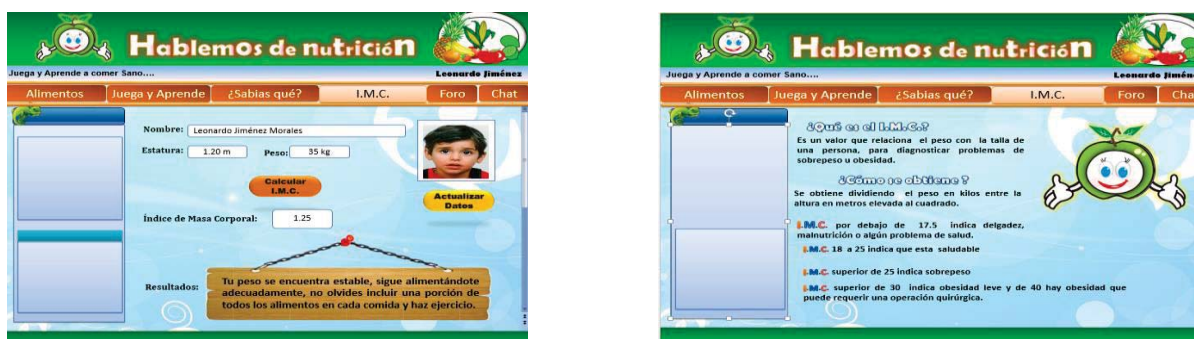 Hablemos de nutrición
Juega y Aprende a comer Sano....
Leonardo Jiménez
Alimentos Juega y Aprende ¿Sabias qué? I.M.C. Foro Chat
Nombre: Leonardo Jiménez Morales
Estatura: 1.20 m Peso: 35 kg
Calcular
I.M.C.
Actualizar
Datos
Índice de Masa Corporal: 1.25
Resultados:
Tu peso se encuentra estable, sigue alimentándote
adecuadamente, no olvides incluir una porción de
todos los alimentos en cada comida y haz ejercicio.
Hablemos de nutrición
Juega y Aprende a comer Sano....
Leonardo Jiméne
Alimentos Juega y Aprende ¿Sabias qué? I.M.C. Foro Cha
¿Qué es el I.M.C.?
Es un valor que relaciona el peso con la talla de
una persona, para diagnosticar problemas de
sobrepeso u obesidad.
¿Cómo se obtiene?
Se obtiene dividiendo el peso en kilos entre la
altura en metros elevada al cuadrado.
I.M.C. por debajo de 17.5 indica delgadez,
malnutrición o algún problema de salud.
I.M.C. 18 a 25 indica que esta saludable
I.M.C. superior de 25 indica sobrepeso
I.M.C. superior de 30 indica obesidad leve y de 40 hay obesidad que
puede requerir una operación quirúrgica.